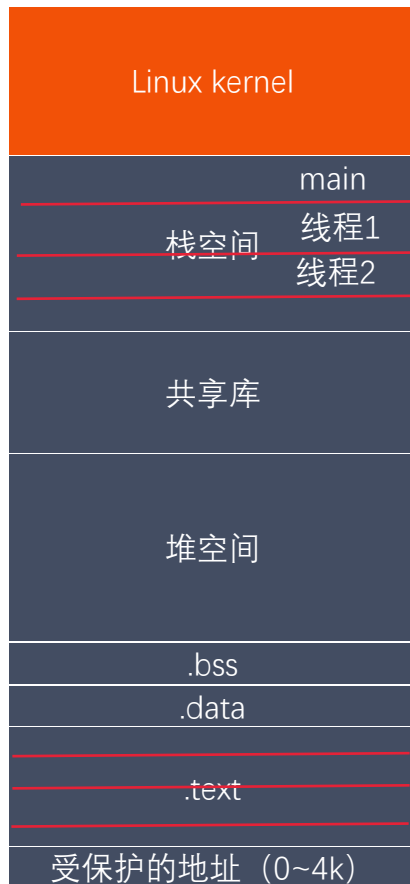 Linux kernel
main
栈空间
线程1
线程2
共享库
堆空间
.bss
.data
.text
受保护的地址（0~4k）